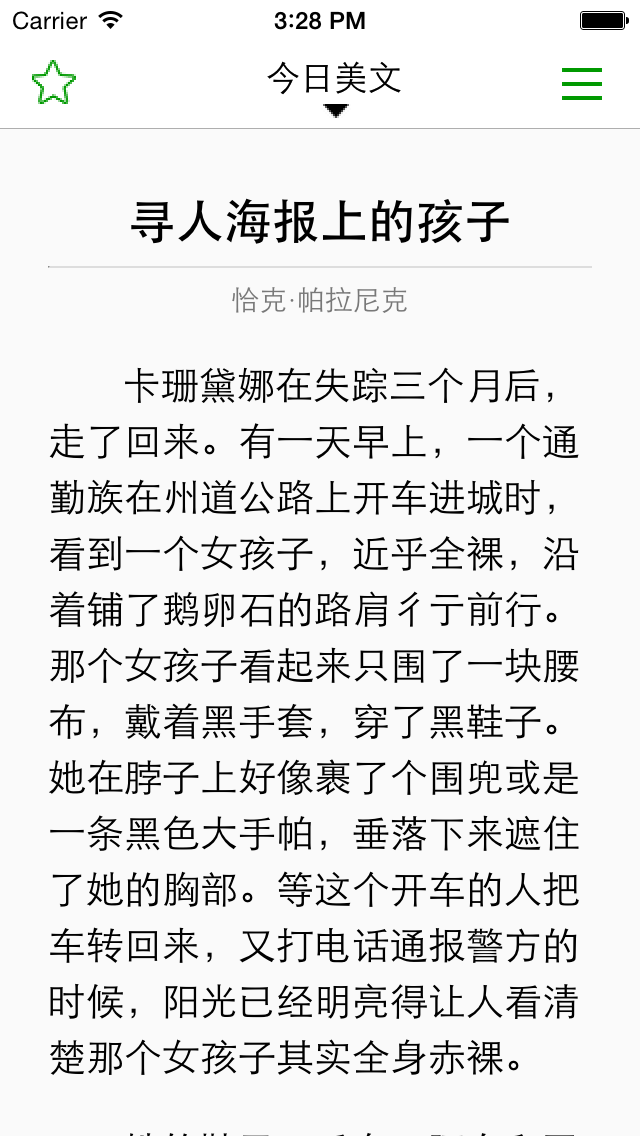 Carrier 3:28 PM
今日美文
寻人海报上的孩子
恰克·帕拉尼克
卡珊黛娜在失踪三个月后，
走了回来。有一天早上，一个通
勤族在州道公路上开车进城时，
看到一个女孩子，近乎全裸，沿
着铺了鹅卵石的路肩彳亍前行。
那个女孩子看起来只围了一块腰
布，戴着黑手套，穿了黑鞋子。
她在脖子上好像裹了个围兜或是
一条黑色大手帕，垂落下来遮住
了她的胸部。等这个开车的人把
车转回来，又打电话通报警方的
时候，阳光已经明亮得让人看清
楚那个女孩子其实全身赤裸。